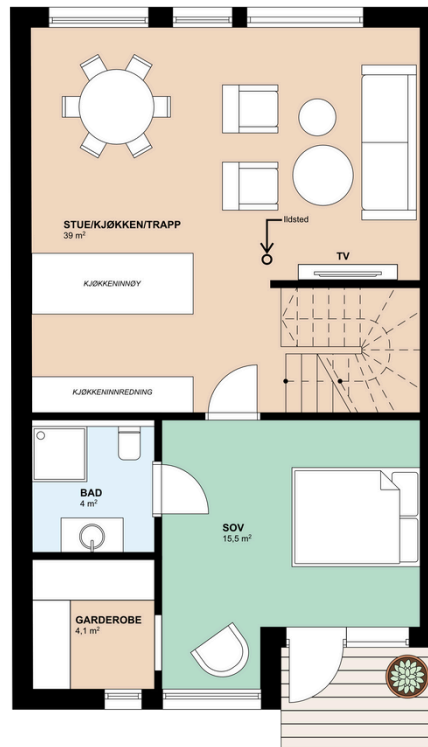 Ildsted
STUE/KJØKKEN/TRAPP
39 m²
TV
KJØKKENINNØY
KJØKKENINNREDNING
BAD
4 m²
SOV
15,5 m²
GARDEROBE
4,1 m²